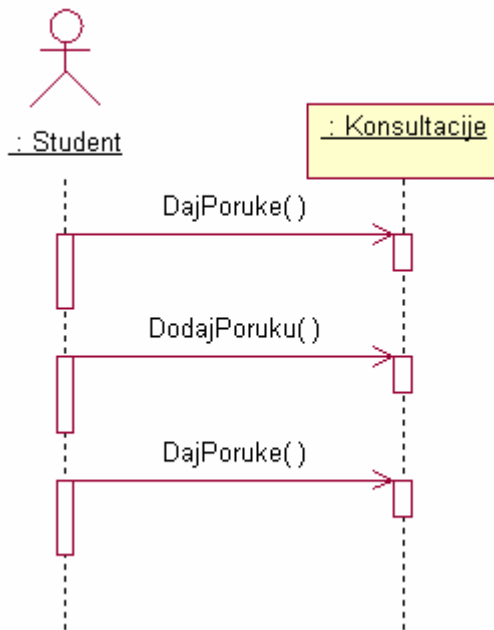 : Student
: Konsultacije
DajPoruke( )
DodajPoruku( )
DajPoruke( )